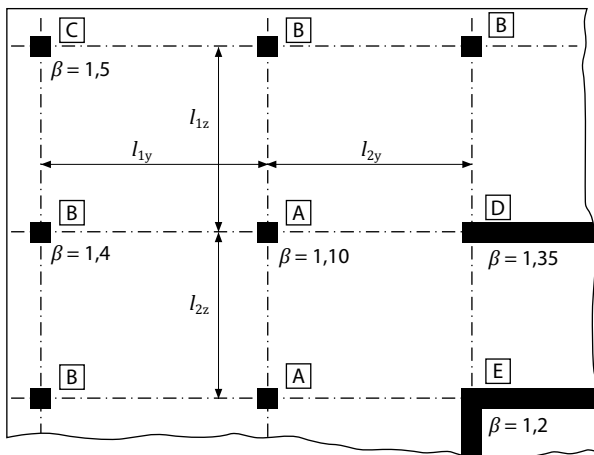 C B B
β = 1,5
l1z
l1y l2y
B A D
β = 1,4 β = 1,10 β = 1,35
l2z
B A E
β = 1,2